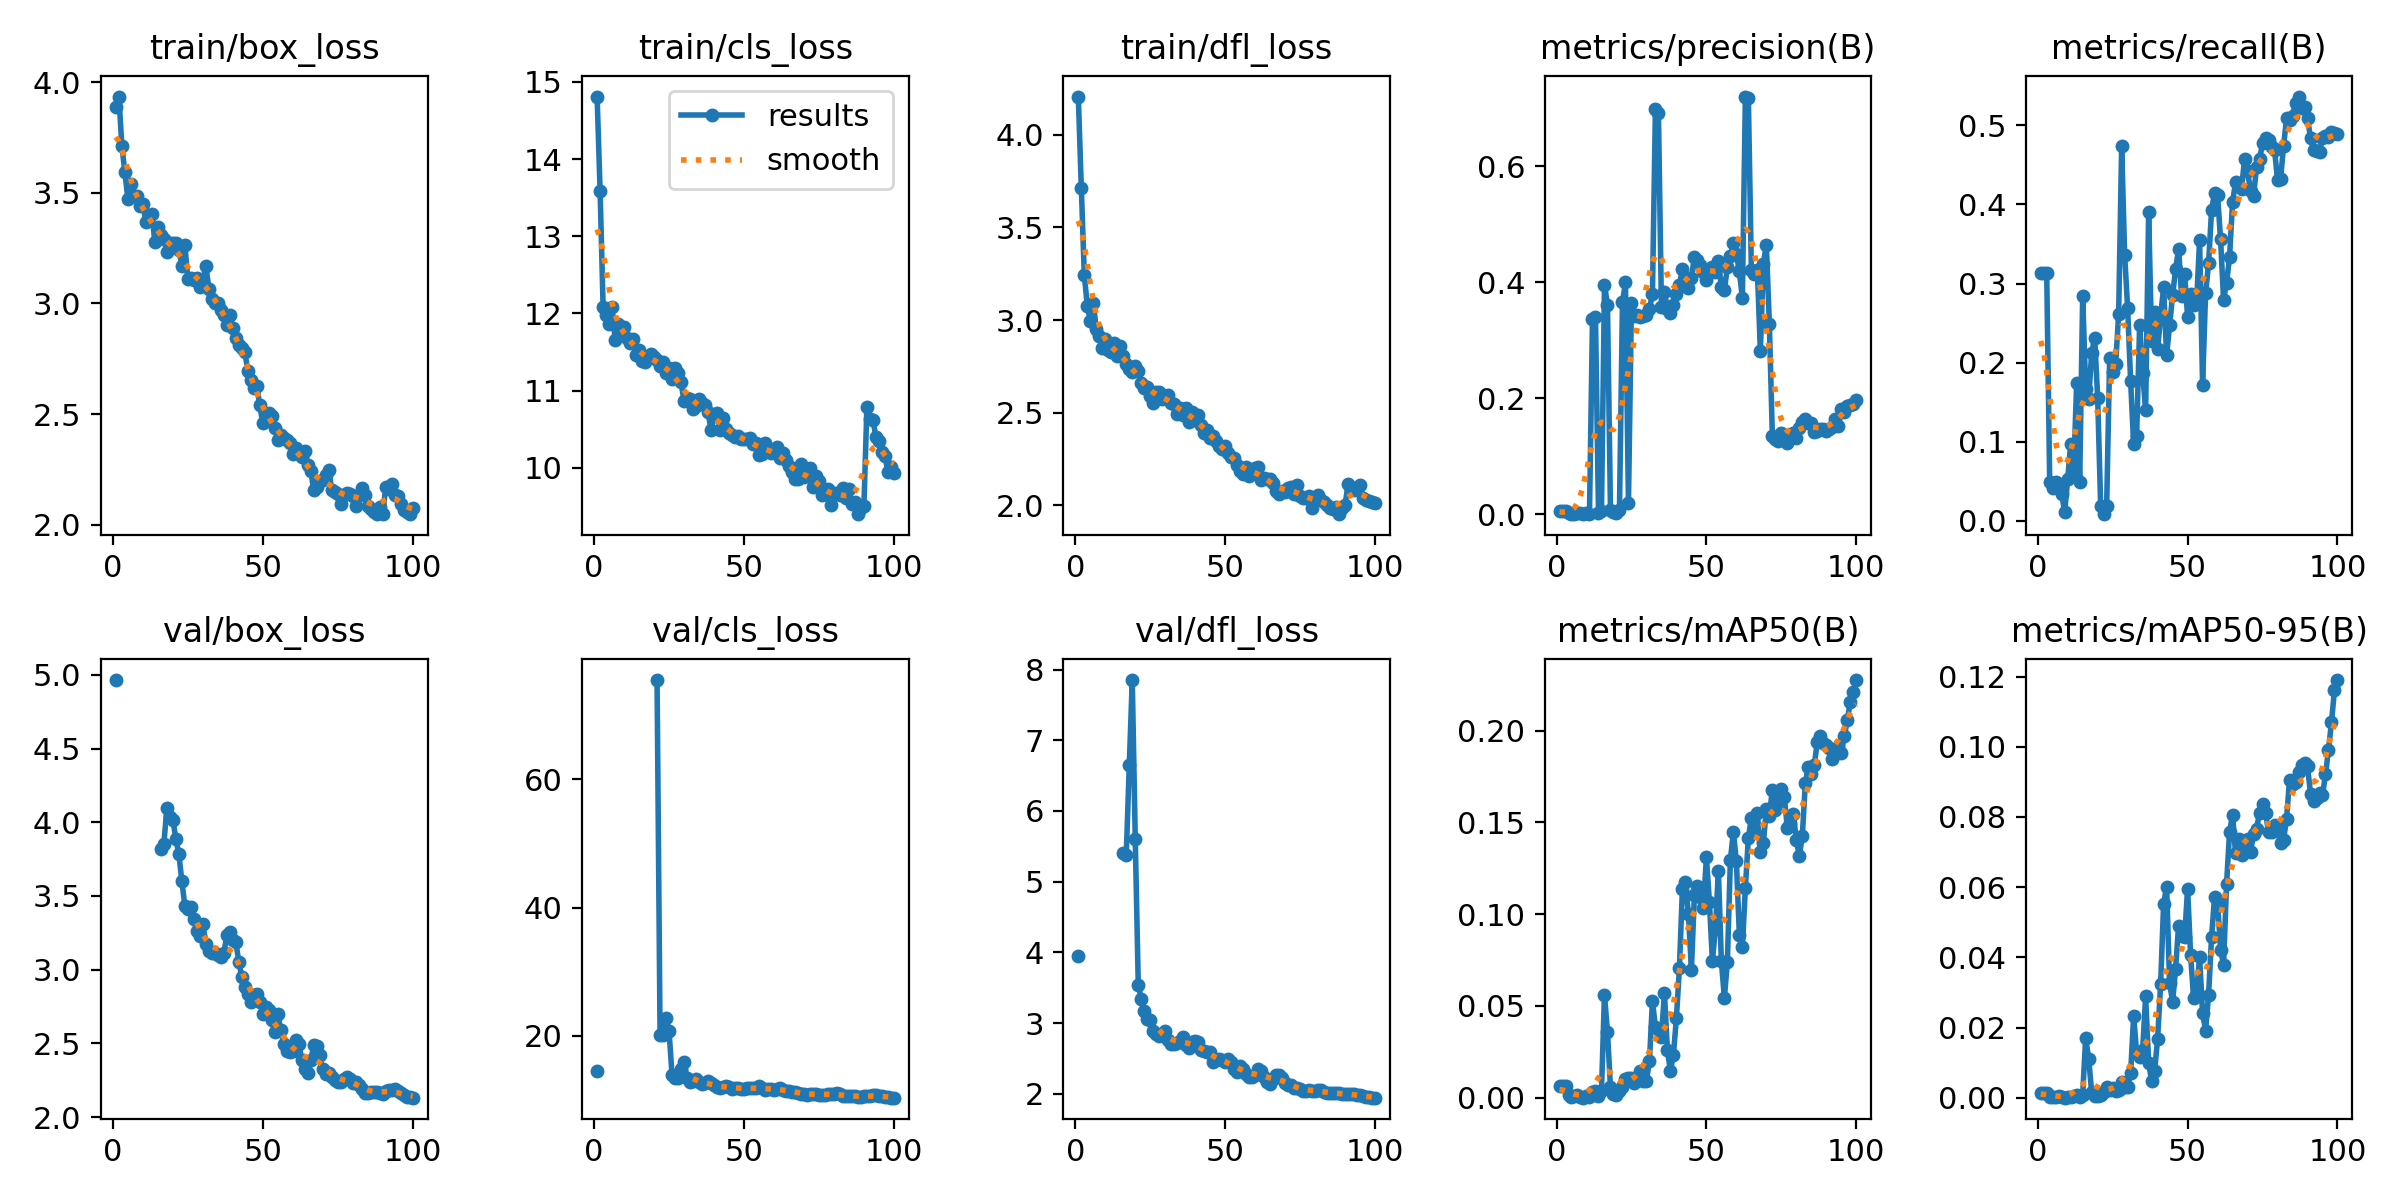 train/box_loss
4.0
3.5
3.0
2.5
2.0
0 50 100
train/cls_loss
results
smooth
15
14
13
12
11
10
0 50 100
train/dfl_loss
4.0
3.5
3.0
2.5
2.0
0 50 100
metrics/precision(B)
0.6
0.4
0.2
0.0
0 50 100
metrics/recall(B)
0.5
0.4
0.3
0.2
0.1
0.0
0 50 100
val/box_loss
5.0
4.5
4.0
3.5
3.0
2.5
2.0
0 50 100
val/cls_loss
60
40
20
0 50 100
val/dfl_loss
8
7
6
5
4
3
2
0 50 100
metrics/mAP50(B)
0.20
0.15
0.10
0.05
0.00
0 50 100
metrics/mAP50-95(B)
0.12
0.10
0.08
0.06
0.04
0.02
0.00
0 50 100